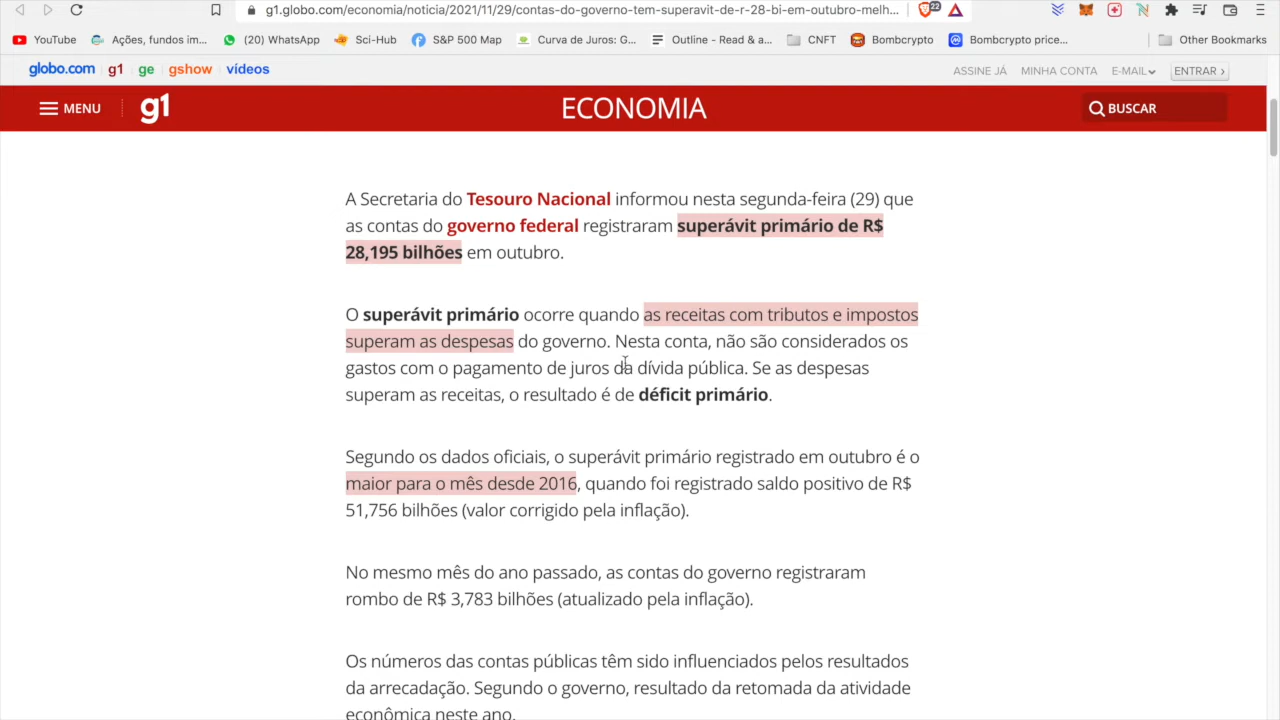 g1.globo.com/economia/noticia/2021/11/29/contas-do-governo-tem-superavit-de-r-28-bi-em-outubro-melh...
22
YouTube Ações, fundos im... (20) WhatsApp Sci-Hub S&P 500 Map Curva de Juros: G... Outline - Read & a... CNFT Bombcrypto Bombcrypto price... Other Bookmarks
globo.com g1 ge gshow vídeos ASSINE JÁ MINHA CONTA E-MAIL ENTRAR ›
MENU g1 ECONOMIA BUSCAR
A Secretaria do Tesouro Nacional informou nesta segunda-feira (29) que
as contas do governo federal registraram superávit primário de R$
28,195 bilhões em outubro.
O superávit primário ocorre quando as receitas com tributos e impostos
superam as despesas do governo. Nesta conta, não são considerados os
gastos com o pagamento de juros da dívida pública. Se as despesas
superam as receitas, o resultado é de déficit primário.
Segundo os dados oficiais, o superávit primário registrado em outubro é o
maior para o mês desde 2016, quando foi registrado saldo positivo de R$
51,756 bilhões (valor corrigido pela inflação).
No mesmo mês do ano passado, as contas do governo registraram
rombo de R$ 3,783 bilhões (atualizado pela inflação).
Os números das contas públicas têm sido influenciados pelos resultados
da arrecadação. Segundo o governo, resultado da retomada da atividade
econômica neste ano.